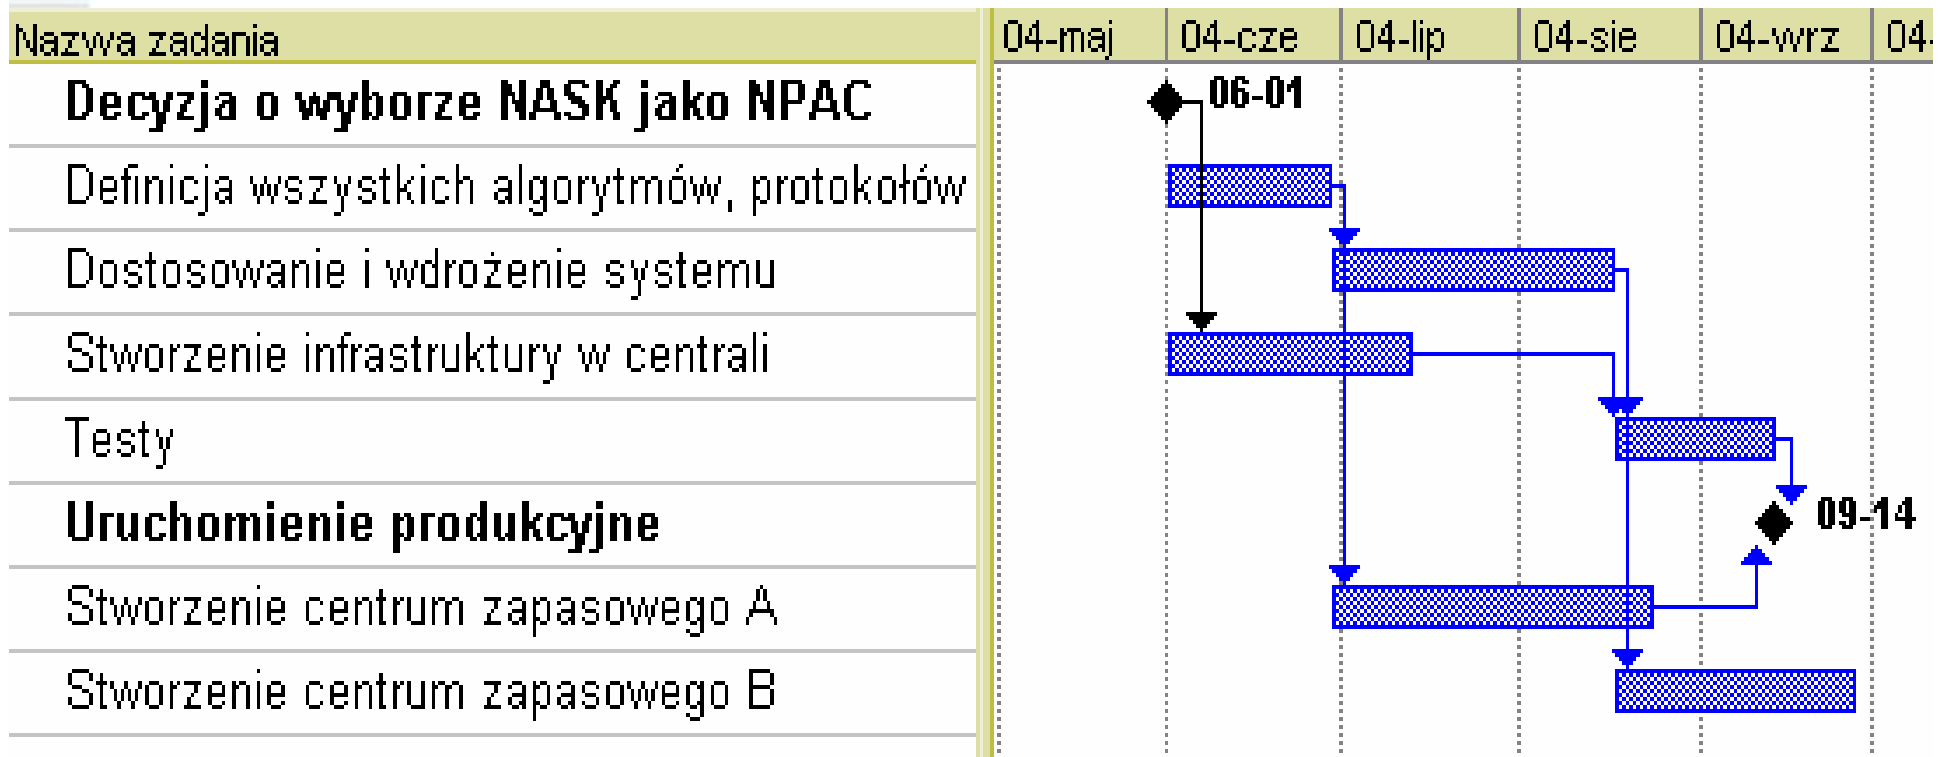 Nazwa zadania 04-maj 04-cze 04-lip 04-sie 04-wrz 04-
Decyzja o wyborze NASK jako NPAC 06-01
Definicja wszystkich algorytmów, protokołów
Dostosowanie i wdrożenie systemu
Stworzenie infrastruktury w centrali
Testy
Uruchomienie produkcyjne 09-14
Stworzenie centrum zapasowego A
Stworzenie centrum zapasowego B